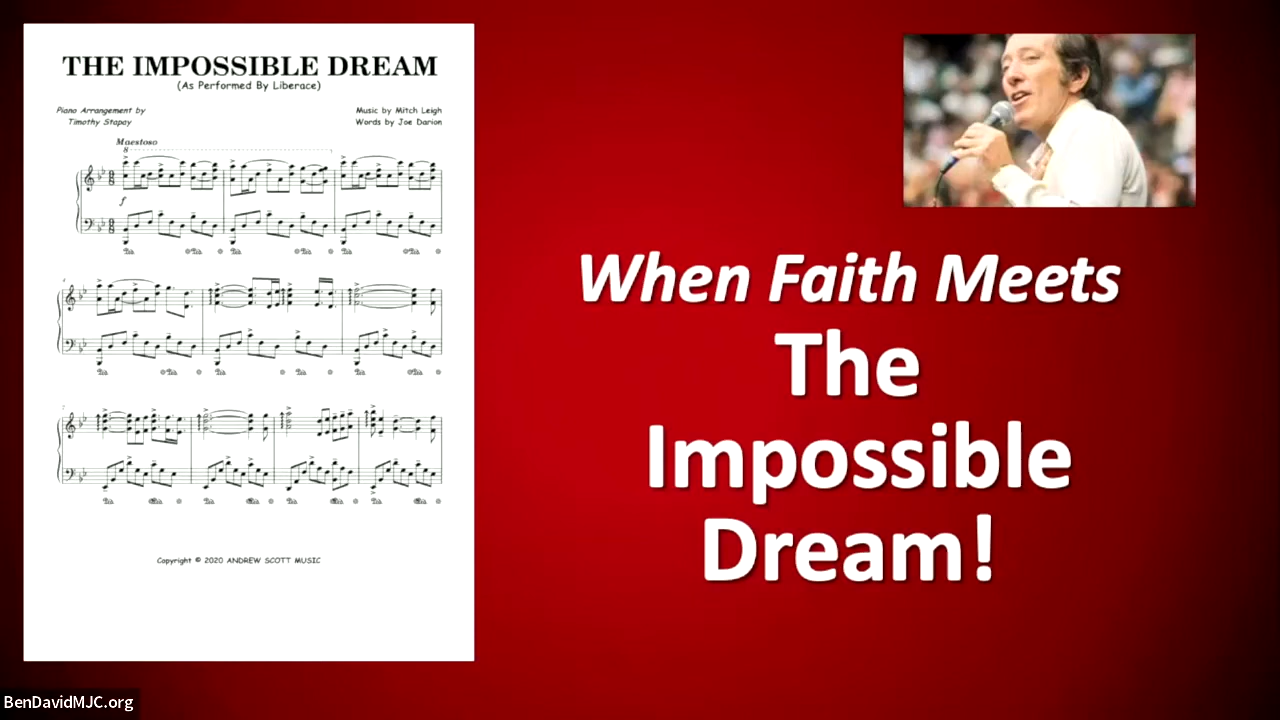 THE IMPOSSIBLE DREAM
(As Performed By Liberace)
Piano Arrangement by
Timothy Stapay
Music by Mitch Leigh
Words by Joe Darion
Maestoso
Copyright © 2020 ANDREW SCOTT MUSIC
When Faith Meets
The
Impossible
Dream!
BenDavidMJC.org